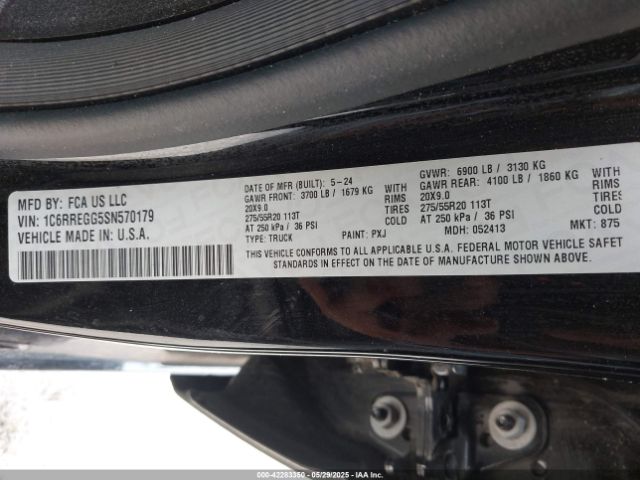 MFD BY: FCA US LLC
VIN: 1C6RREGG5SN570179
VEHICLE MADE IN: U.S.A.
DATE OF MFR (BUILT): 5-24
GAWR FRONT: 3700 LB / 1679 KG
20X9.0 RIMS
275/55R20 113T TIRES
AT 250 kPa / 36 PSI COLD
TYPE: TRUCK PAINT: PXJ
GVWR: 6900 LB / 3130 KG
GAWR REAR: 4100 LB / 1860 KG
20X9.0 RIMS
275/55R20 113T TIRES
AT 250 kPa / 36 PSI COLD
MDH: 052413 MKT: 875
THIS VEHICLE CONFORMS TO ALL APPLICABLE U.S.A. FEDERAL MOTOR VEHICLE SAFET
STANDARDS IN EFFECT ON THE DATE OF MANUFACTURE SHOWN ABOVE.
000-42283350 - 05/29/2025 - IAAI.COM